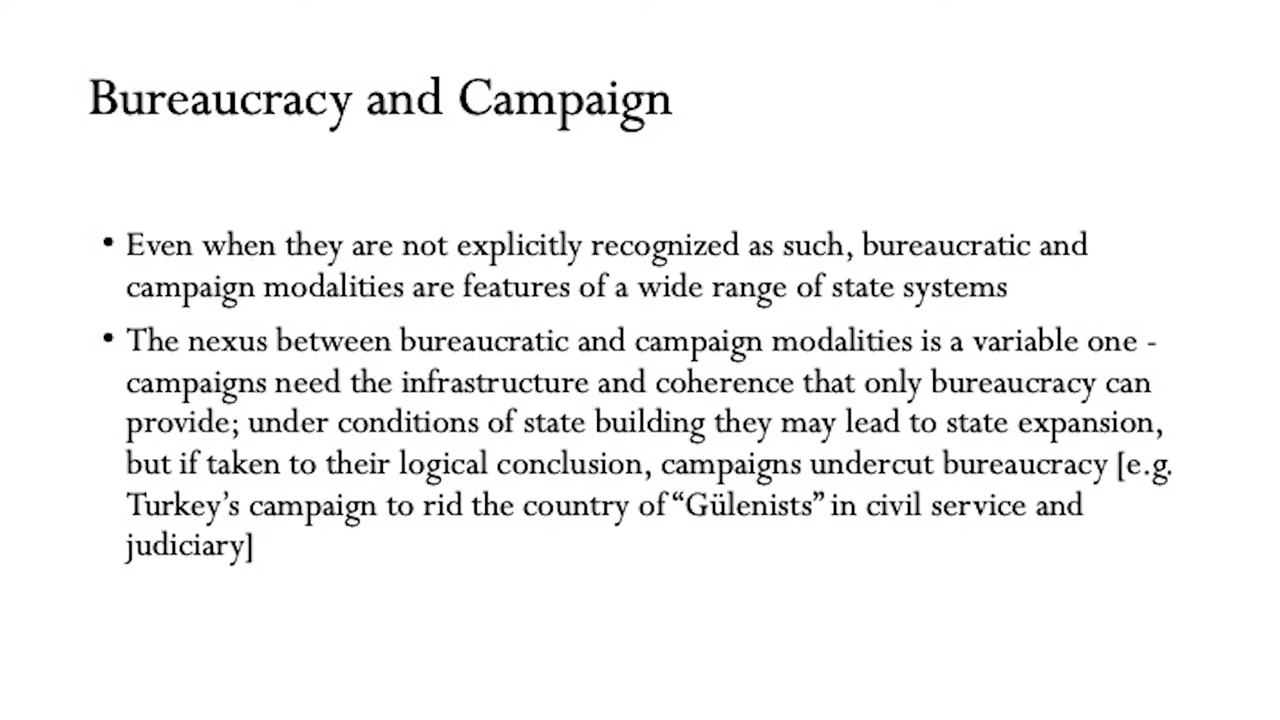 Bureaucracy and Campaign
• Even when they are not explicitly recognized as such, bureaucratic and
campaign modalities are features of a wide range of state systems
• The nexus between bureaucratic and campaign modalities is a variable one -
campaigns need the infrastructure and coherence that only bureaucracy can
provide; under conditions of state building they may lead to state expansion,
but if taken to their logical conclusion, campaigns undercut bureaucracy [e.g.
Turkey’s campaign to rid the country of “Gülenists” in civil service and
judiciary]